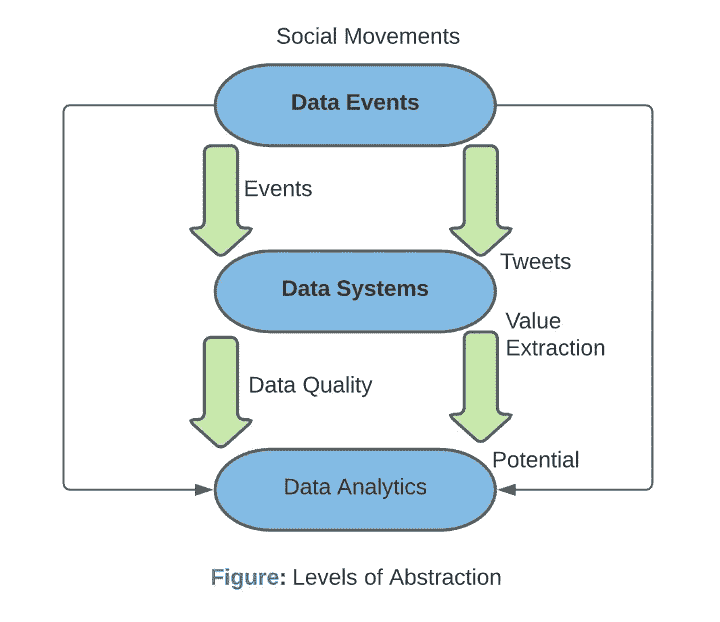 Social Movements
Data Events
Events
Tweets
Data Systems
Value
Extraction
Data Quality
Potential
Data Analytics
Figure: Levels of Abstraction